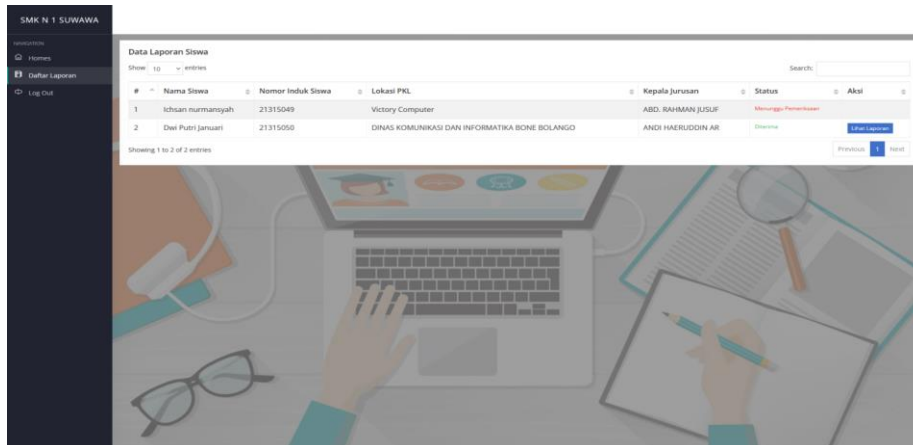 SMK N 1 SUWAWA
NAVIGATION
Homes
Daftar Laporan
Log Out
Data Laporan Siswa
Show 10 entries
Search:
# Nama Siswa Nomor Induk Siswa Lokasi PKL Kepala Jurusan Status Aksi
1 Ichsan nurmansyah 21315049 Victory Computer ABD. RAHMAN JUSUF Menunggu Pemeriksaan
2 Dwi Putri Januari 21315050 DINAS KOMUNIKASI DAN INFORMATIKA BONE BOLANGO ANDI HAERUDDIN AR Diterima Lihat Laporan
Showing 1 to 2 of 2 entries
Previous 1 Next